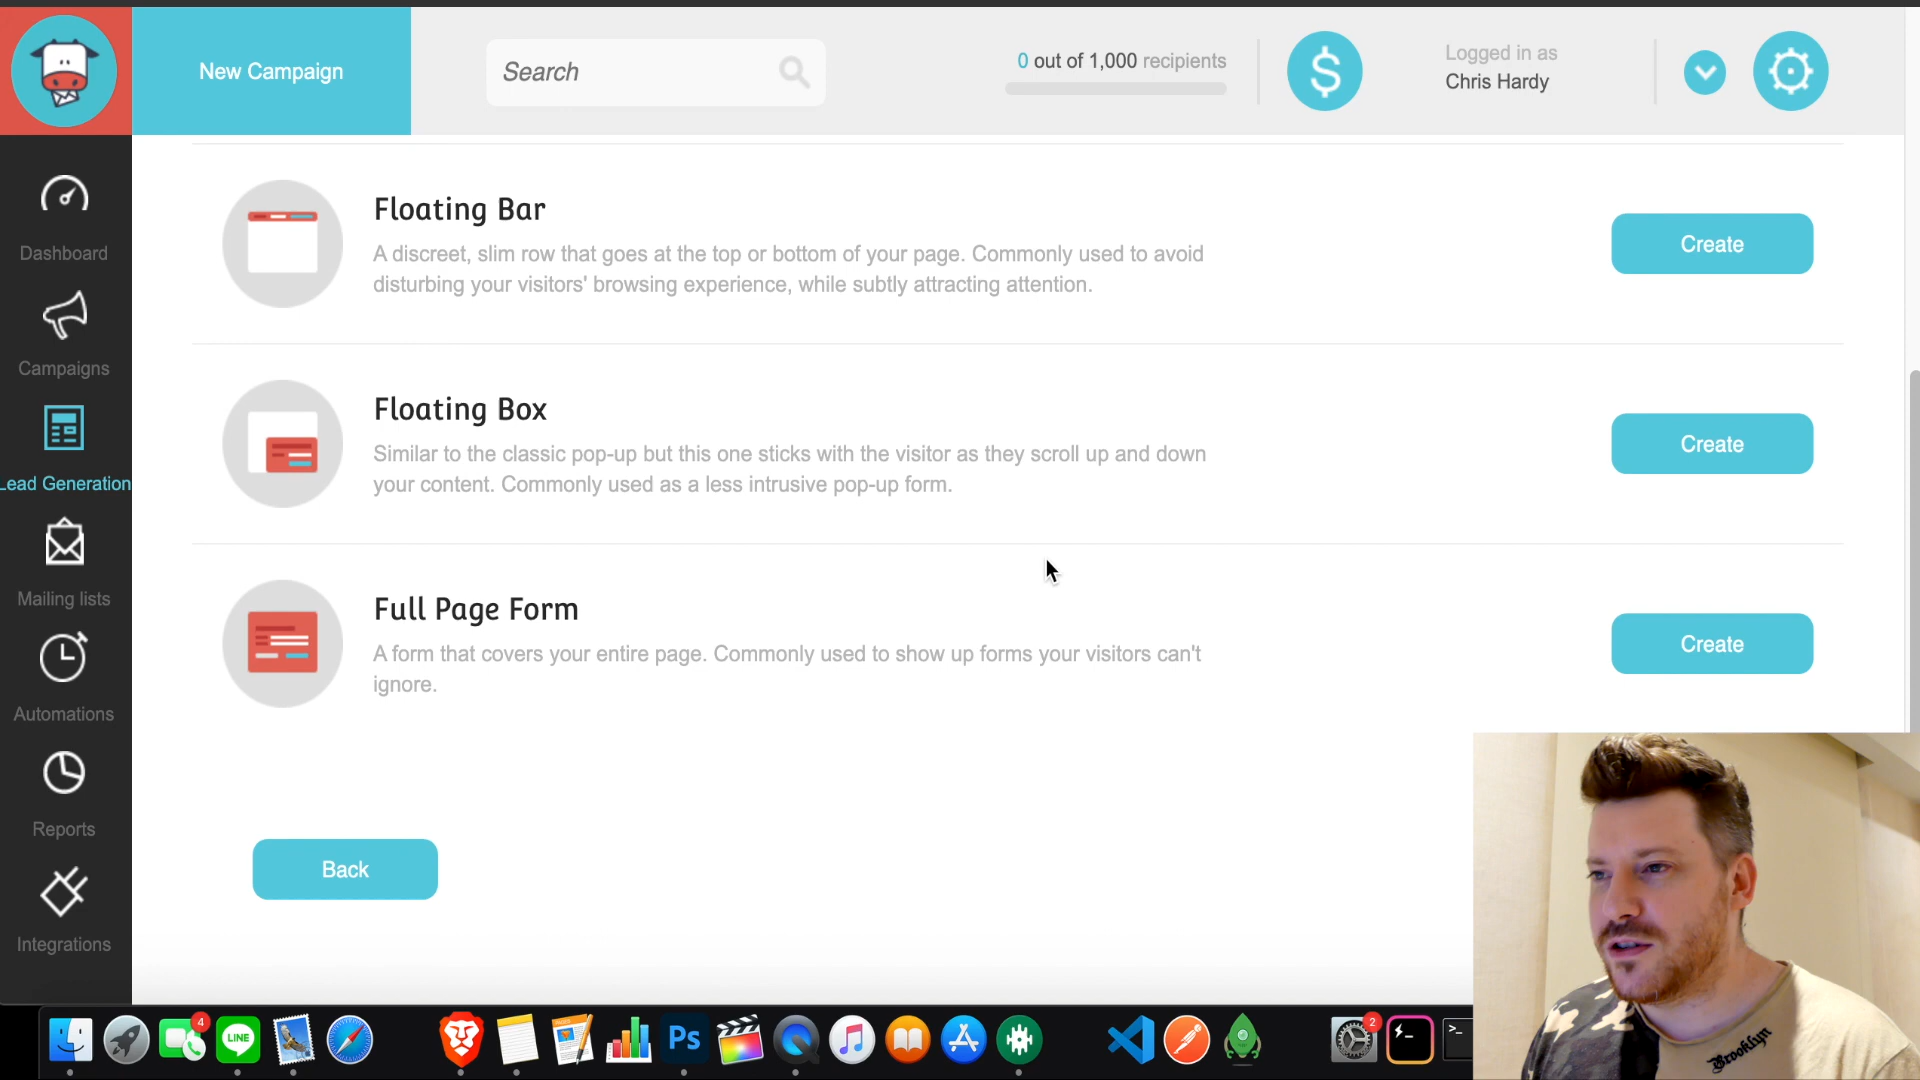 New Campaign
Search
0 out of 1,000 recipients
Logged in as
Chris Hardy
Dashboard
Campaigns
Lead Generation
Mailing lists
Automations
Reports
Integrations
Floating Bar
A discreet, slim row that goes at the top or bottom of your page. Commonly used to avoid
disturbing your visitors' browsing experience, while subtly attracting attention.
Create
Floating Box
Similar to the classic pop-up but this one sticks with the visitor as they scroll up and down
your content. Commonly used as a less intrusive pop-up form.
Create
Full Page Form
A form that covers your entire page. Commonly used to show up forms your visitors can't
ignore.
Create
Back
4
LINE
Ps
2
Brooklyn